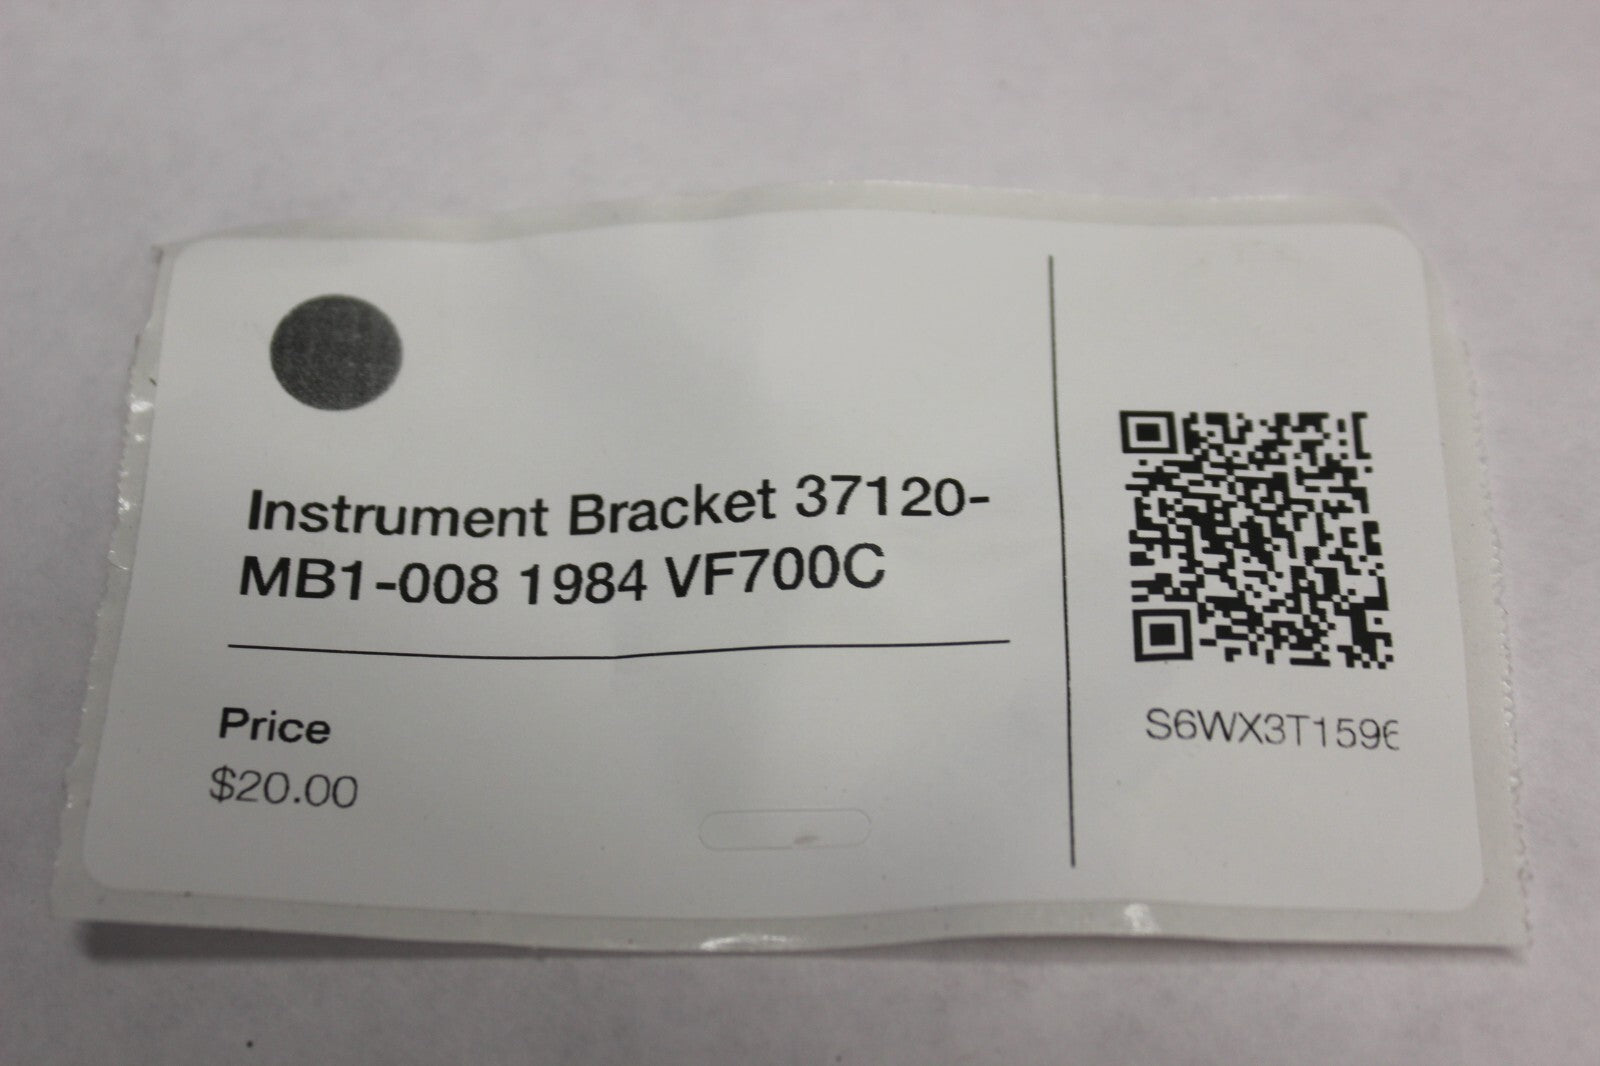 Instrument Bracket 37120-
MB1-008 1984 VF700C
Price
$20.00
S6WX3T1596